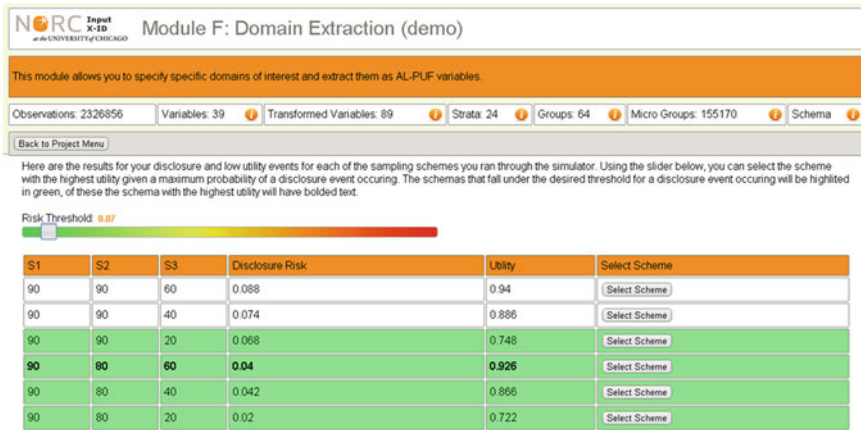 NORC Input X-ID
at the UNIVERSITY of CHICAGO
Module F: Domain Extraction (demo)
This module allows you to specify specific domains of interest and extract them as AL-PUF variables.
Observations: 2326856 Variables: 39 Transformed Variables: 89 Strata: 24 Groups: 64 Micro Groups: 155170 Schema
Back to Project Menu
Here are the results for your disclosure and low utility events for each of the sampling schemes you ran through the simulator. Using the slider below, you can select the scheme
with the highest utility given a maximum probability of a disclosure event occuring. The schemas that fall under the desired threshold for a disclosure event occuring will be highlited
in green, of these the schema with the highest utility will have bolded text.
Risk Threshold: 0.07
S1 S2 S3 Disclosure Risk Utility Select Scheme
90 90 60 0.088 0.94 Select Scheme
90 90 40 0.074 0.886 Select Scheme
90 90 20 0.068 0.748 Select Scheme
90 80 60 0.04 0.926 Select Scheme
90 80 40 0.042 0.866 Select Scheme
90 80 20 0.02 0.722 Select Scheme